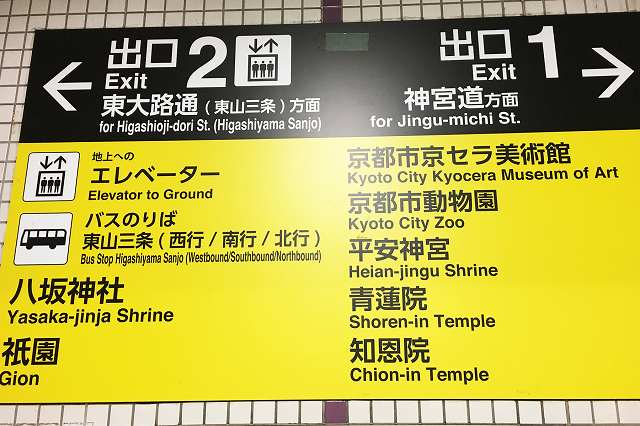 出口 2
Exit
東大路通(東山三条)方面
for Higashioji-dori St. (Higashiyama Sanjo)
地上への
エレベーター
Elevator to Ground
バスのりば
東山三条(西行/南行/北行)
Bus Stop Higashiyama Sanjo (Westbound/Southbound/Northbound)
八坂神社
Yasaka-jinja Shrine
祇園
Gion
出口 1
Exit
神宮道方面
for Jingu-michi St.
京都市京セラ美術館
Kyoto City Kyocera Museum of Art
京都市動物園
Kyoto City Zoo
平安神宮
Heian-jingu Shrine
青蓮院
Shoren-in Temple
知恩院
Chion-in Temple